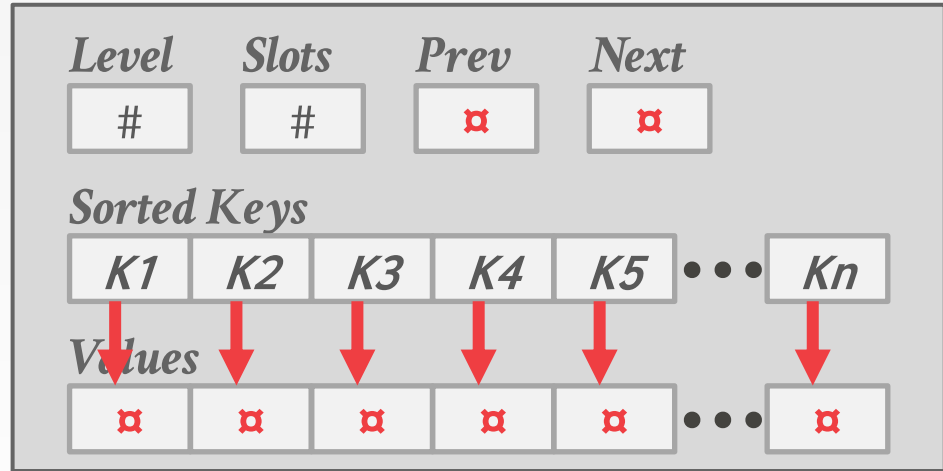 Level Slots Prev Next
# # ¤ ¤
Sorted Keys
K1 K2 K3 K4 K5 ••• Kn
Values
¤ ¤ ¤ ¤ ¤ ••• ¤